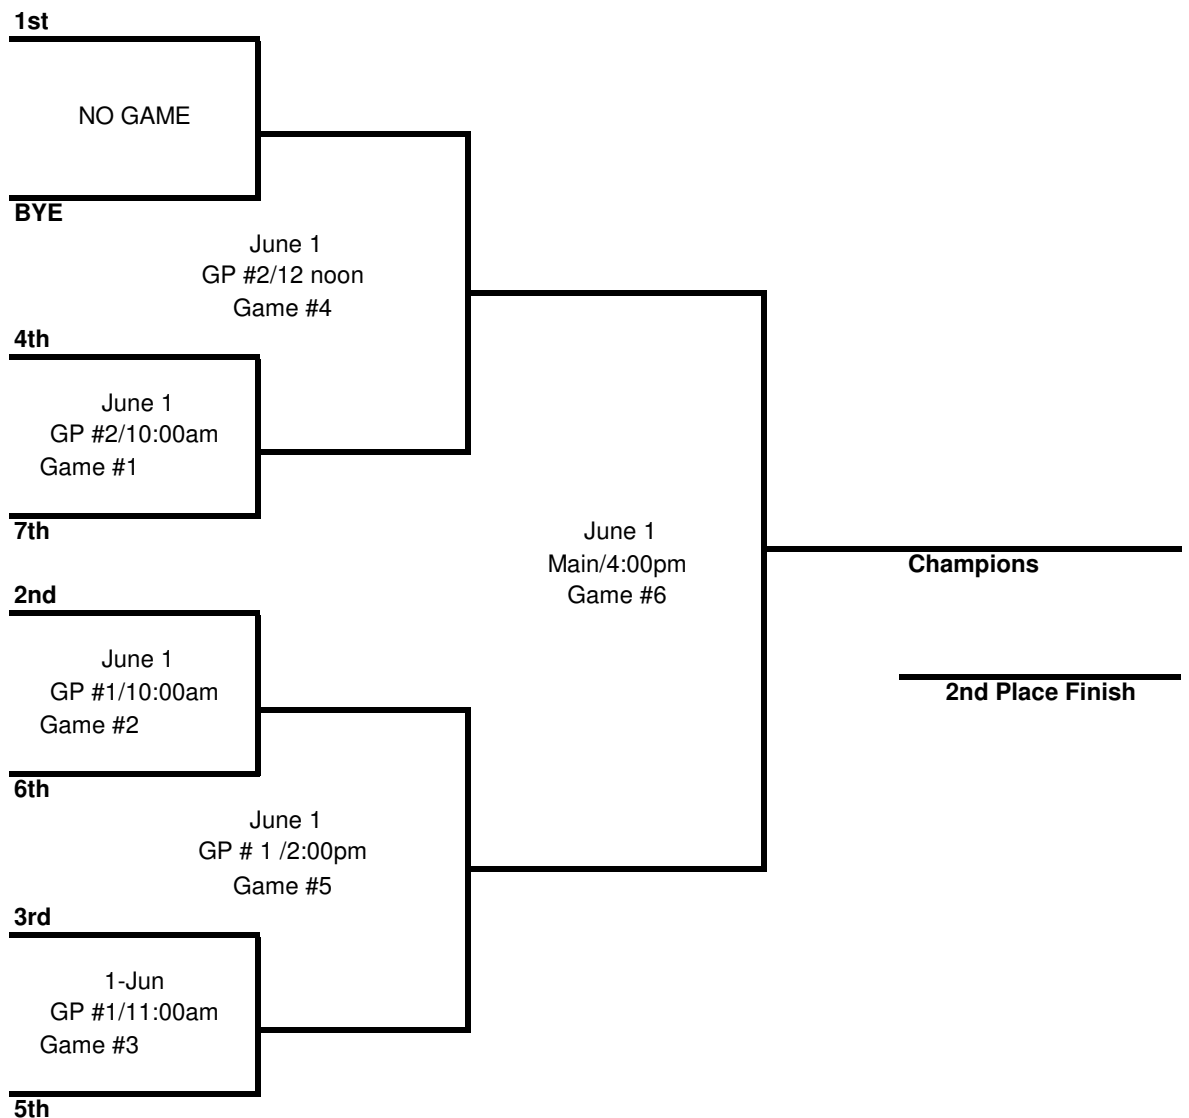 1st
NO GAME
BYE
June 1
GP #2/12 noon
Game #4
4th
June 1
GP #2/10:00am
Game #1
7th
June 1
Main/4:00pm
Game #6
Champions
2nd
June 1
GP #1/10:00am
Game #2
2nd Place Finish
6th
June 1
GP # 1 /2:00pm
Game #5
3rd
1-Jun
GP #1/11:00am
Game #3
5th